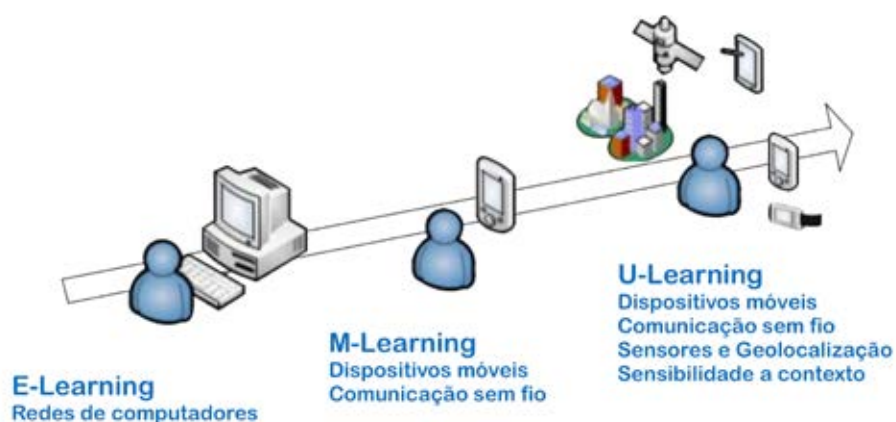 E-Learning
Redes de computadores
M-Learning
Dispositivos móveis
Comunicação sem fio
U-Learning
Dispositivos móveis
Comunicação sem fio
Sensores e Geolocalização
Sensibilidade a contexto